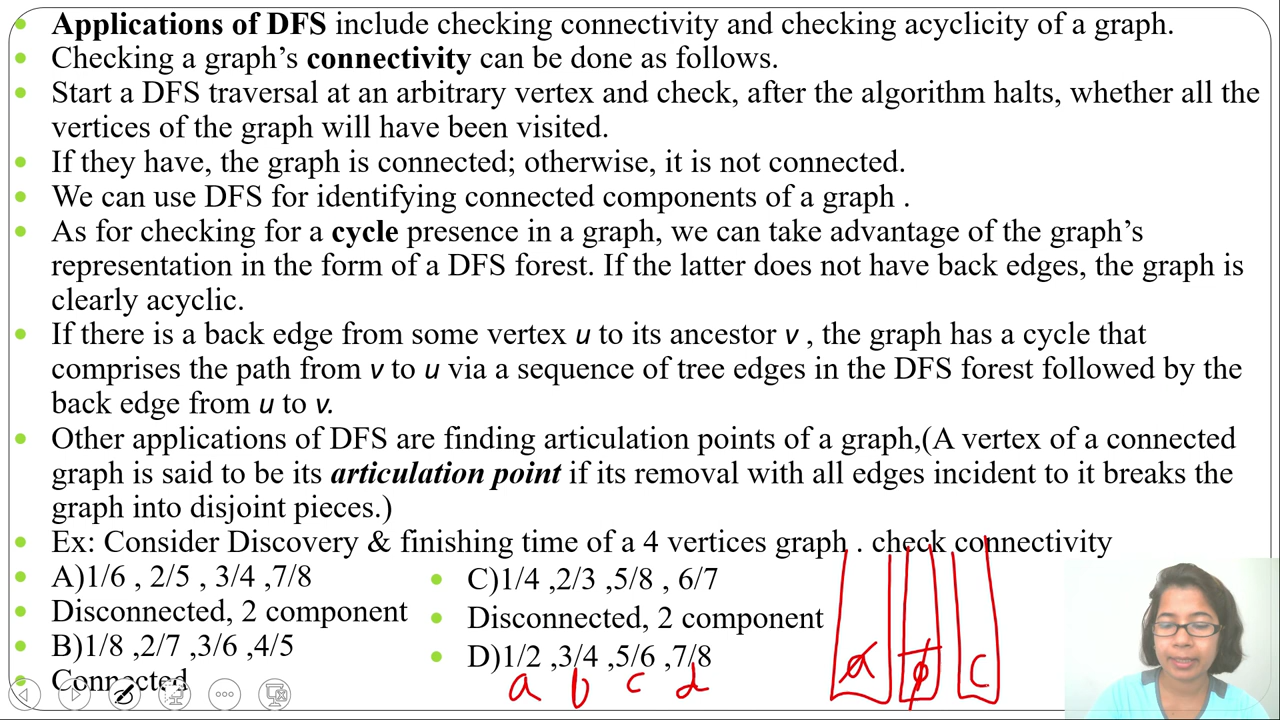 Applications of DFS include checking connectivity and checking acyclicity of a graph.
Checking a graph's connectivity can be done as follows.
Start a DFS traversal at an arbitrary vertex and check, after the algorithm halts, whether all the
vertices of the graph will have been visited.
If they have, the graph is connected; otherwise, it is not connected.
We can use DFS for identifying connected components of a graph .
As for checking for a cycle presence in a graph, we can take advantage of the graph's
representation in the form of a DFS forest. If the latter does not have back edges, the graph is
clearly acyclic.
If there is a back edge from some vertex u to its ancestor v , the graph has a cycle that
comprises the path from v to u via a sequence of tree edges in the DFS forest followed by the
back edge from u to v.
Other applications of DFS are finding articulation points of a graph,(A vertex of a connected
graph is said to be its articulation point if its removal with all edges incident to it breaks the
graph into disjoint pieces.)
Ex: Consider Discovery & finishing time of a 4 vertices graph . check connectivity
A)1/6 , 2/5 , 3/4 ,7/8
Disconnected, 2 component
B)1/8 ,2/7 ,3/6 ,4/5
Connected
C)1/4 ,2/3 ,5/8 , 6/7
Disconnected, 2 component
D)1/2 ,3/4 ,5/6 ,7/8
a b c d
a b c